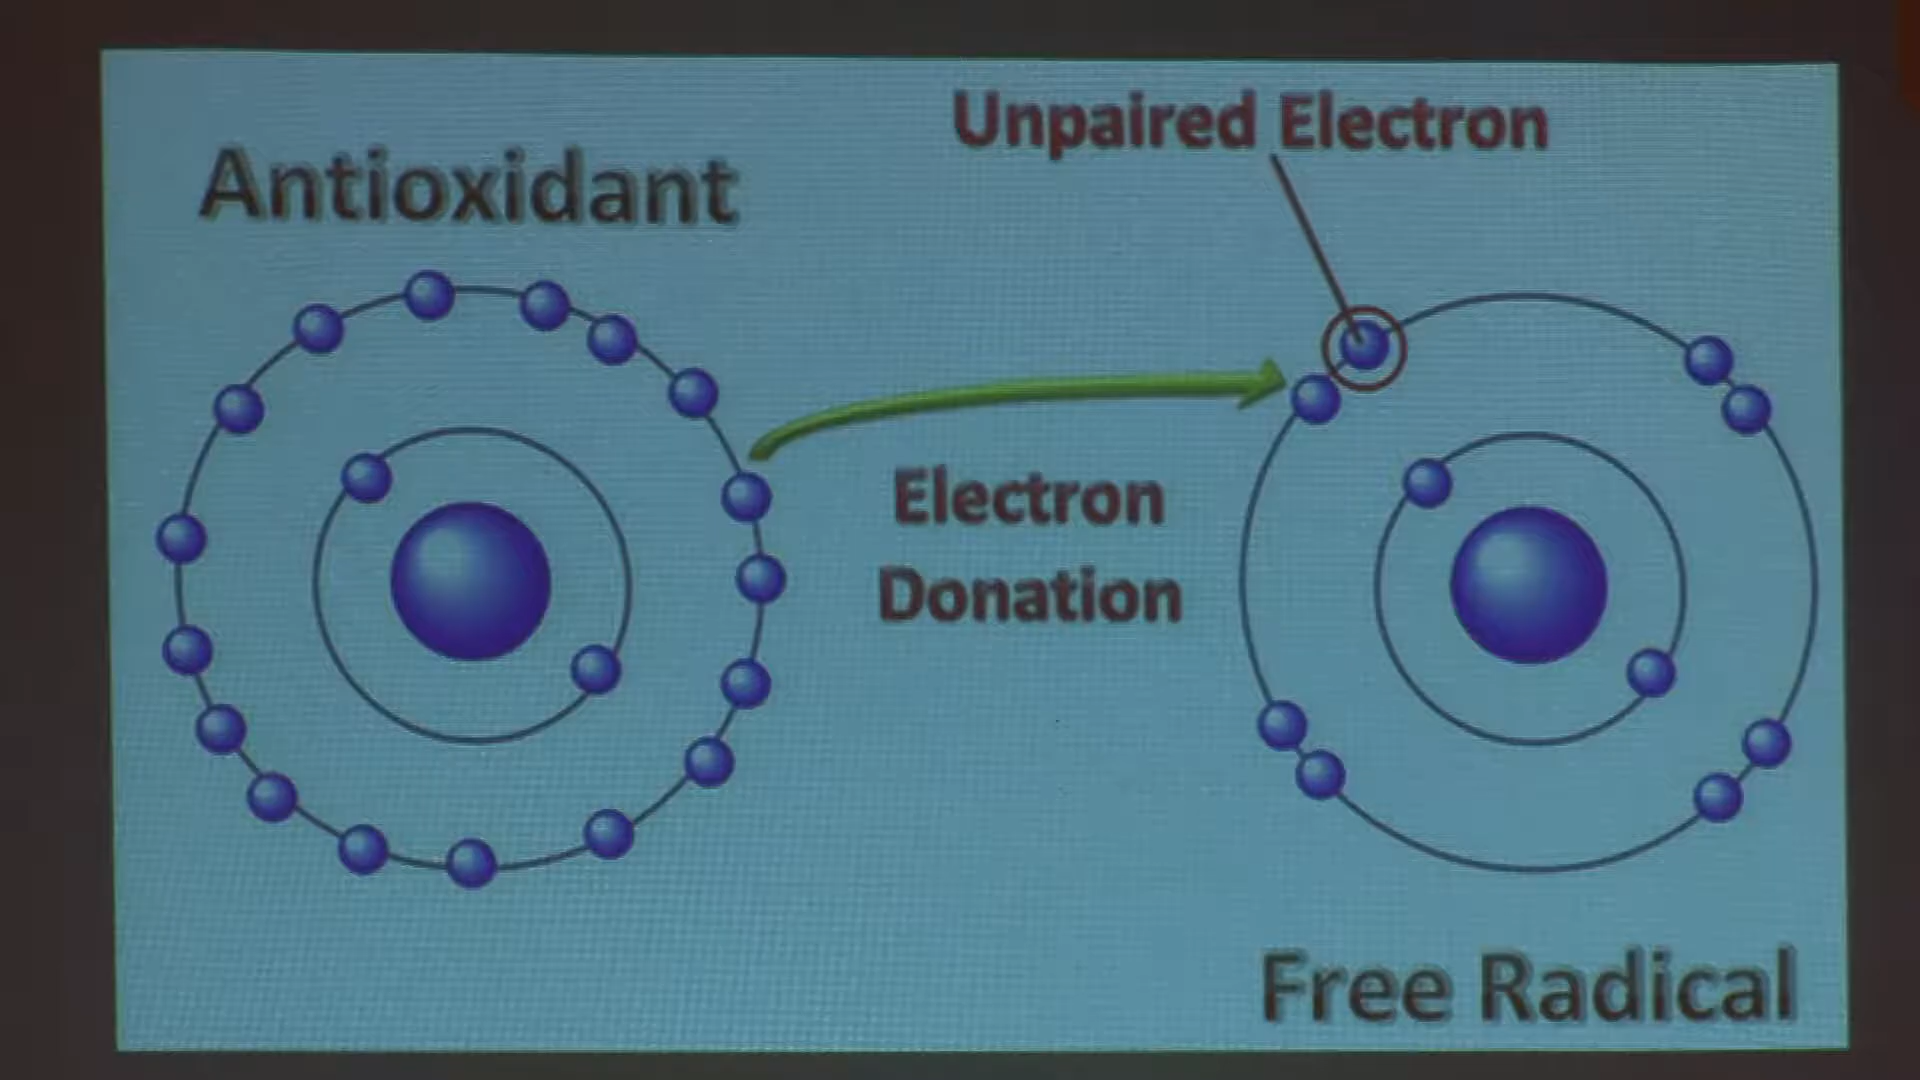 Unpaired Electron
Antioxidant
Electron
Donation
Free Radical